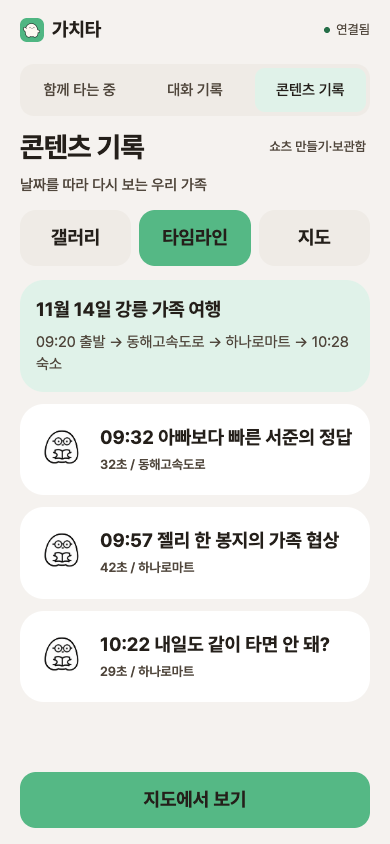 가치타
연결됨
함께 타는 중
대화 기록
콘텐츠 기록
콘텐츠 기록
쇼츠 만들기·보관함
날짜를 따라 다시 보는 우리 가족
갤러리
타임라인
지도
11월 14일 강릉 가족 여행
09:20 출발 → 동해고속도로 → 하나로마트 → 10:28
숙소
09:32 아빠보다 빠른 서준의 정답
32초 / 동해고속도로
09:57 젤리 한 봉지의 가족 협상
42초 / 하나로마트
10:22 내일도 같이 타면 안 돼?
29초 / 하나로마트
지도에서 보기